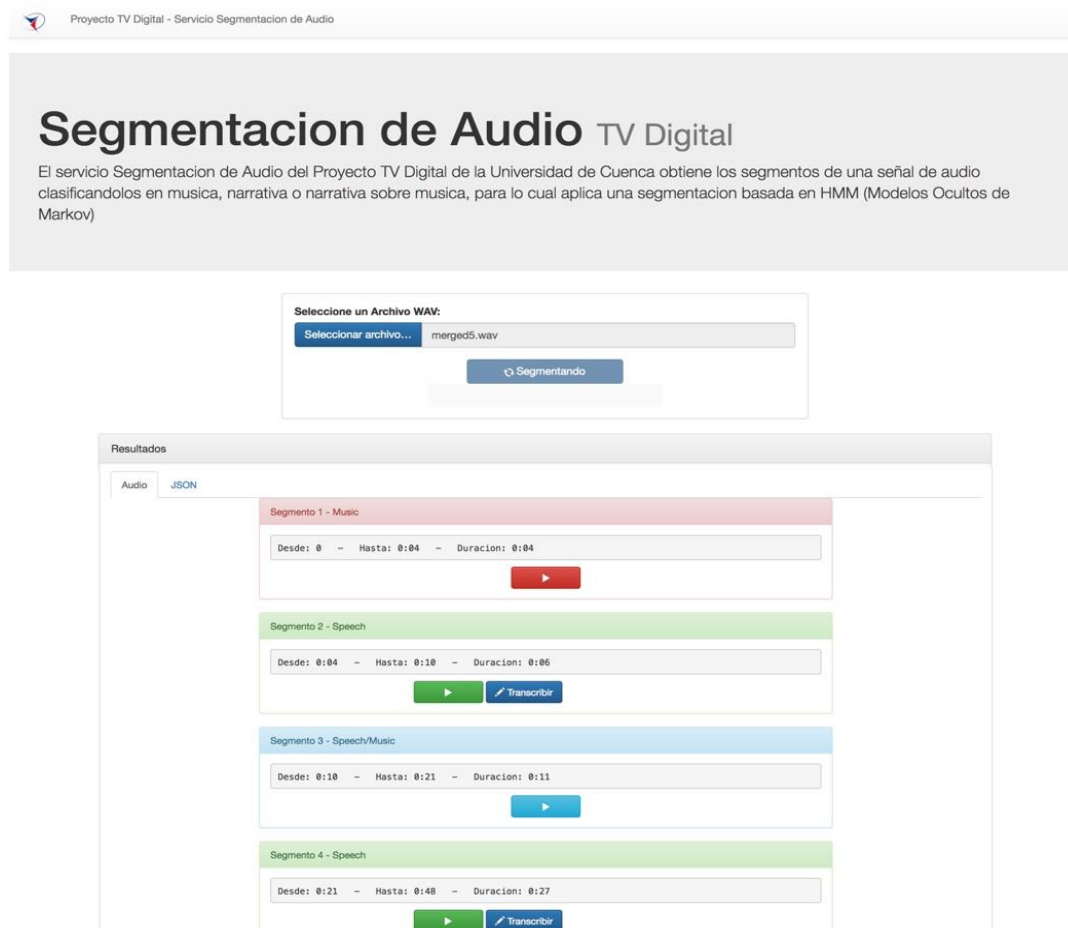 Proyecto TV Digital - Servicio Segmentacion de Audio
Segmentacion de Audio TV Digital
El servicio Segmentacion de Audio del Proyecto TV Digital de la Universidad de Cuenca obtiene los segmentos de una señal de audio
clasificandolos en musica, narrativa o narrativa sobre musica, para lo cual aplica una segmentacion basada en HMM (Modelos Ocultos de
Markov)
Seleccione un Archivo WAV:
Seleccionar archivo... merged5.wav
Segmentando
Resultados
Audio JSON
Segmento 1 - Music
Desde: 0 - Hasta: 0:04 - Duracion: 0:04
Segmento 2 - Speech
Desde: 0:04 - Hasta: 0:10 - Duracion: 0:06
Transcribir
Segmento 3 - Speech/Music
Desde: 0:10 - Hasta: 0:21 - Duracion: 0:11
Segmento 4 - Speech
Desde: 0:21 - Hasta: 0:48 - Duracion: 0:27
Transcribir